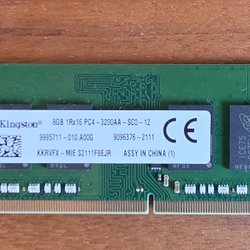 Kingston
8GB 1Rx16 PC4-3200AA-SC0-12
9995711-010.A00G 9096376-2111
KKRVFX-MIE S2111F8EJR ASSY IN CHINA (1)
CE